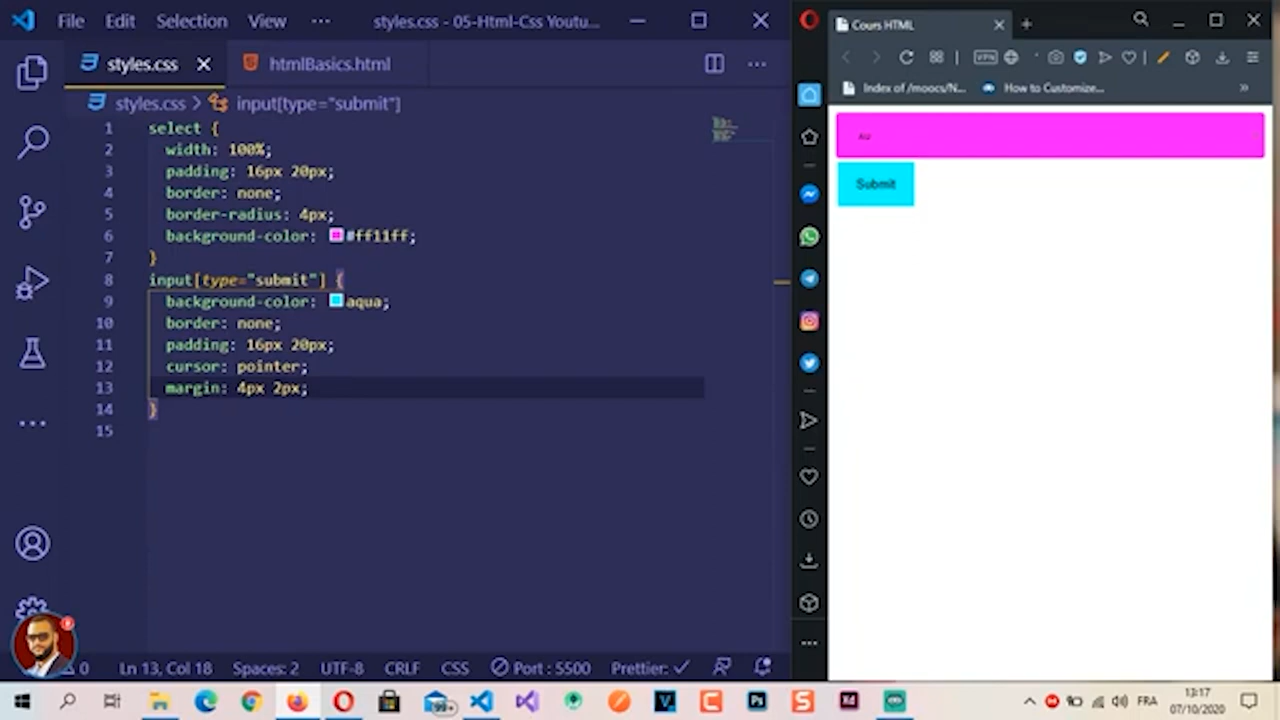 File Edit Selection View ··· styles.css - 05-Html-Css Youtu...
styles.css htmlBasics.html
styles.css > input[type="submit"]
1 select {
2 width: 100%;
3 padding: 16px 20px;
4 border: none;
5 border-radius: 4px;
6 background-color: #ff11ff;
7 }
8 input[type="submit"] {
9 background-color: aqua;
10 border: none;
11 padding: 16px 20px;
12 cursor: pointer;
13 margin: 4px 2px;
14 }
15
0 Ln 13, Col 18 Spaces: 2 UTF-8 CRLF CSS Port : 5500 Prettier: ✓
Cours HTML
VPN
Index of /moocs/N... How to Customize... »
AU
Submit
99+ FRA 13:17
07/10/2020